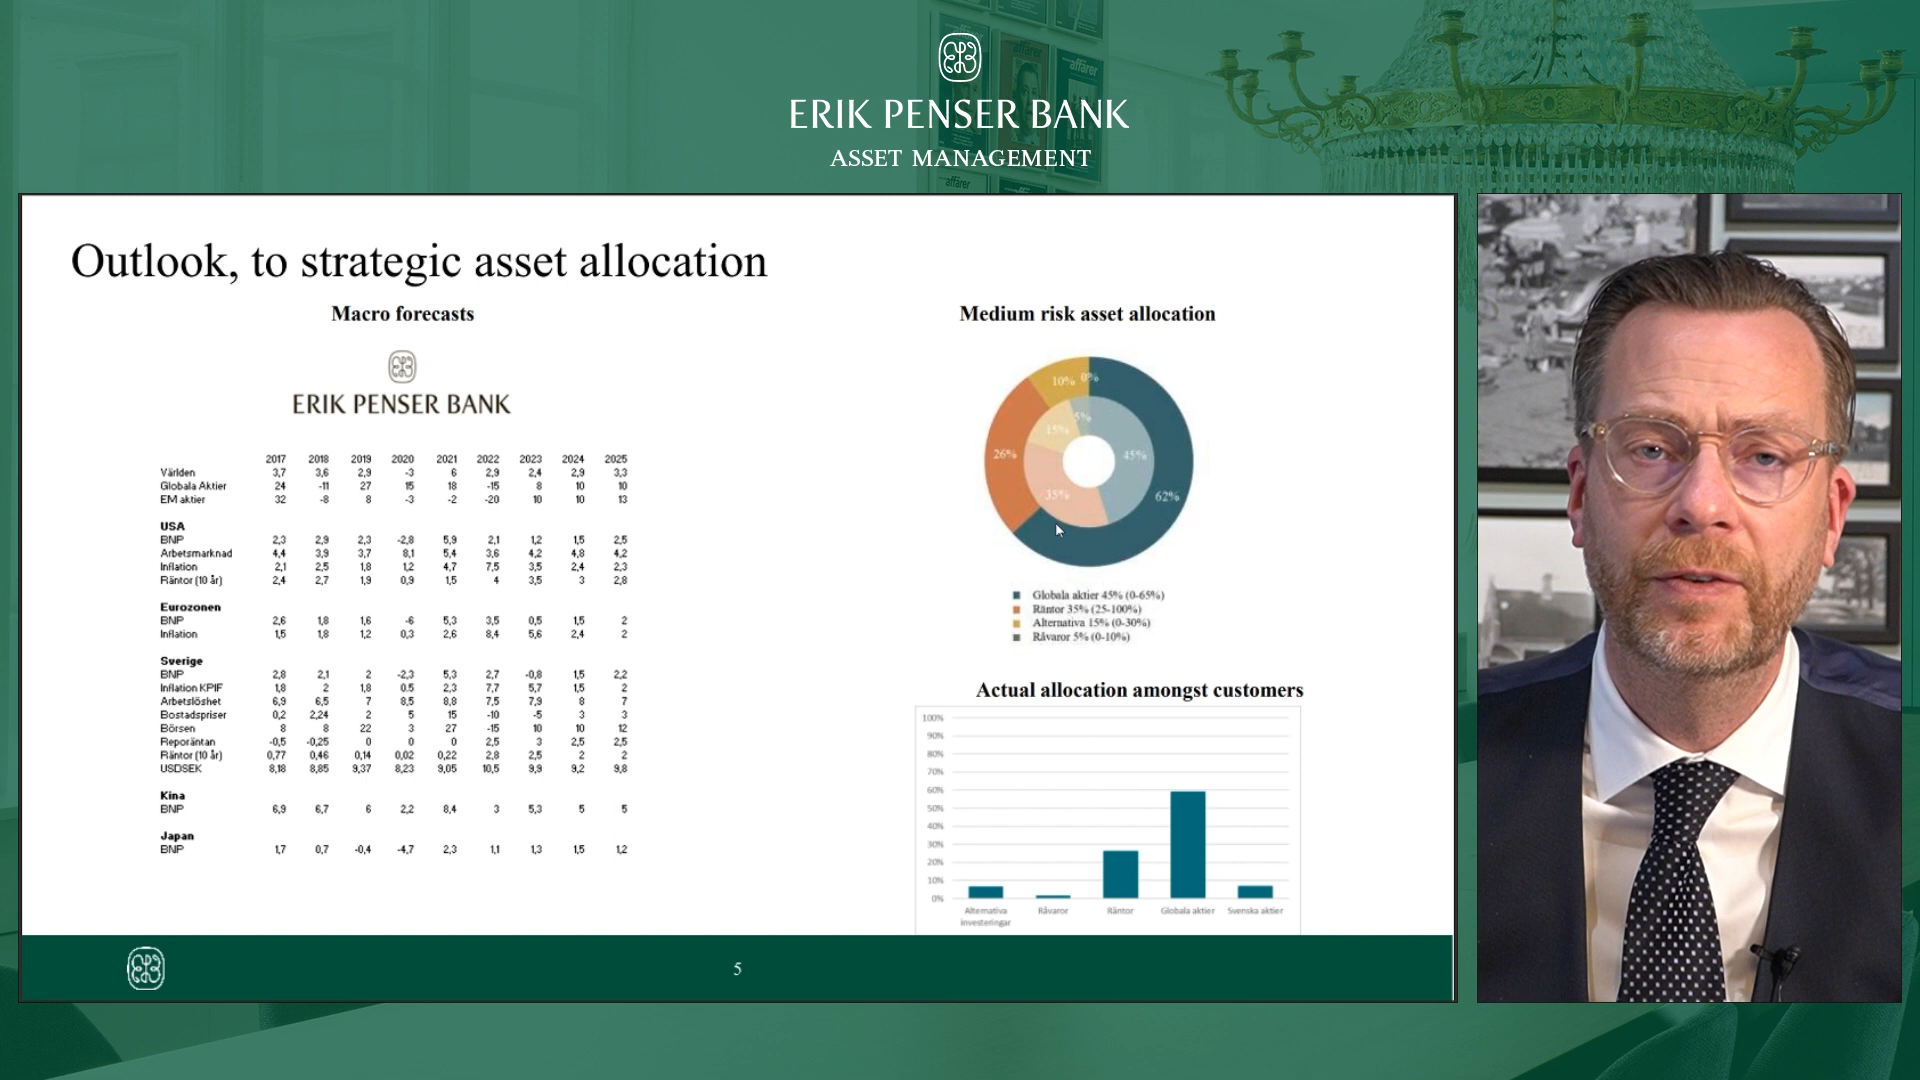 affärer
affärer
affärer
ERIK PENSER BANK
ASSET MANAGEMENT
Outlook, to strategic asset allocation
Macro forecasts
ERIK PENSER BANK
2017 2018 2019 2020 2021 2022 2023 2024 2025
Världen 3,7 3,6 2,9 -3 6 2,9 2,4 2,9 3,3
Globala Aktier 24 -11 27 15 18 -15 8 10 10
EM aktier 32 -8 8 -3 -2 -20 10 10 13
USA
BNP 2,3 2,9 2,3 -2,8 5,9 2,1 1,2 1,5 2,5
Arbetsmarknad 4,4 3,9 3,7 8,1 5,4 3,6 4,2 4,8 4,2
Inflation 2,1 2,5 1,8 1,2 4,7 7,5 3,5 2,4 2,3
Räntor (10 år) 2,4 2,7 1,9 0,9 1,5 4 3,5 3 2,8
Eurozonen
BNP 2,6 1,8 1,6 -6 5,3 3,5 0,5 1,5 2
Inflation 1,5 1,8 1,2 0,3 2,6 8,4 5,6 2,4 2
Sverige
BNP 2,8 2,1 2 -2,3 5,3 2,7 -0,8 1,5 2,2
Inflation KPIF 1,8 2 1,8 0,5 2,3 7,7 5,7 1,5 2
Arbetslöshet 6,9 6,5 7 8,5 8,8 7,5 7,9 8 7
Bostadspriser 0,2 2,24 2 5 15 -10 -5 3 3
Börsen 8 8 22 3 27 -15 10 10 12
Reporäntan -0,5 -0,25 0 0 0 2,5 3 2,5 2,5
Räntor (10 år) 0,77 0,46 0,14 0,02 0,22 2,8 2,5 2 2
USDSEK 8,18 8,85 9,37 8,23 9,05 10,5 9,9 9,2 9,8
Kina
BNP 6,9 6,7 6 2,2 8,4 3 5,3 5 5
Japan
BNP 1,7 0,7 -0,4 -4,7 2,3 1,1 1,3 1,5 1,2
Medium risk asset allocation
10% 0%
5%
15%
26% 45%
35% 62%
Globala aktier 45% (0-65%)
Räntor 35% (25-100%)
Alternativa 15% (0-30%)
Råvaror 5% (0-10%)
Actual allocation amongst customers
100%
90%
80%
70%
60%
50%
40%
30%
20%
10%
0%
Alternativa Råvaror Räntor Globala aktier Svenska aktier
investeringar
5